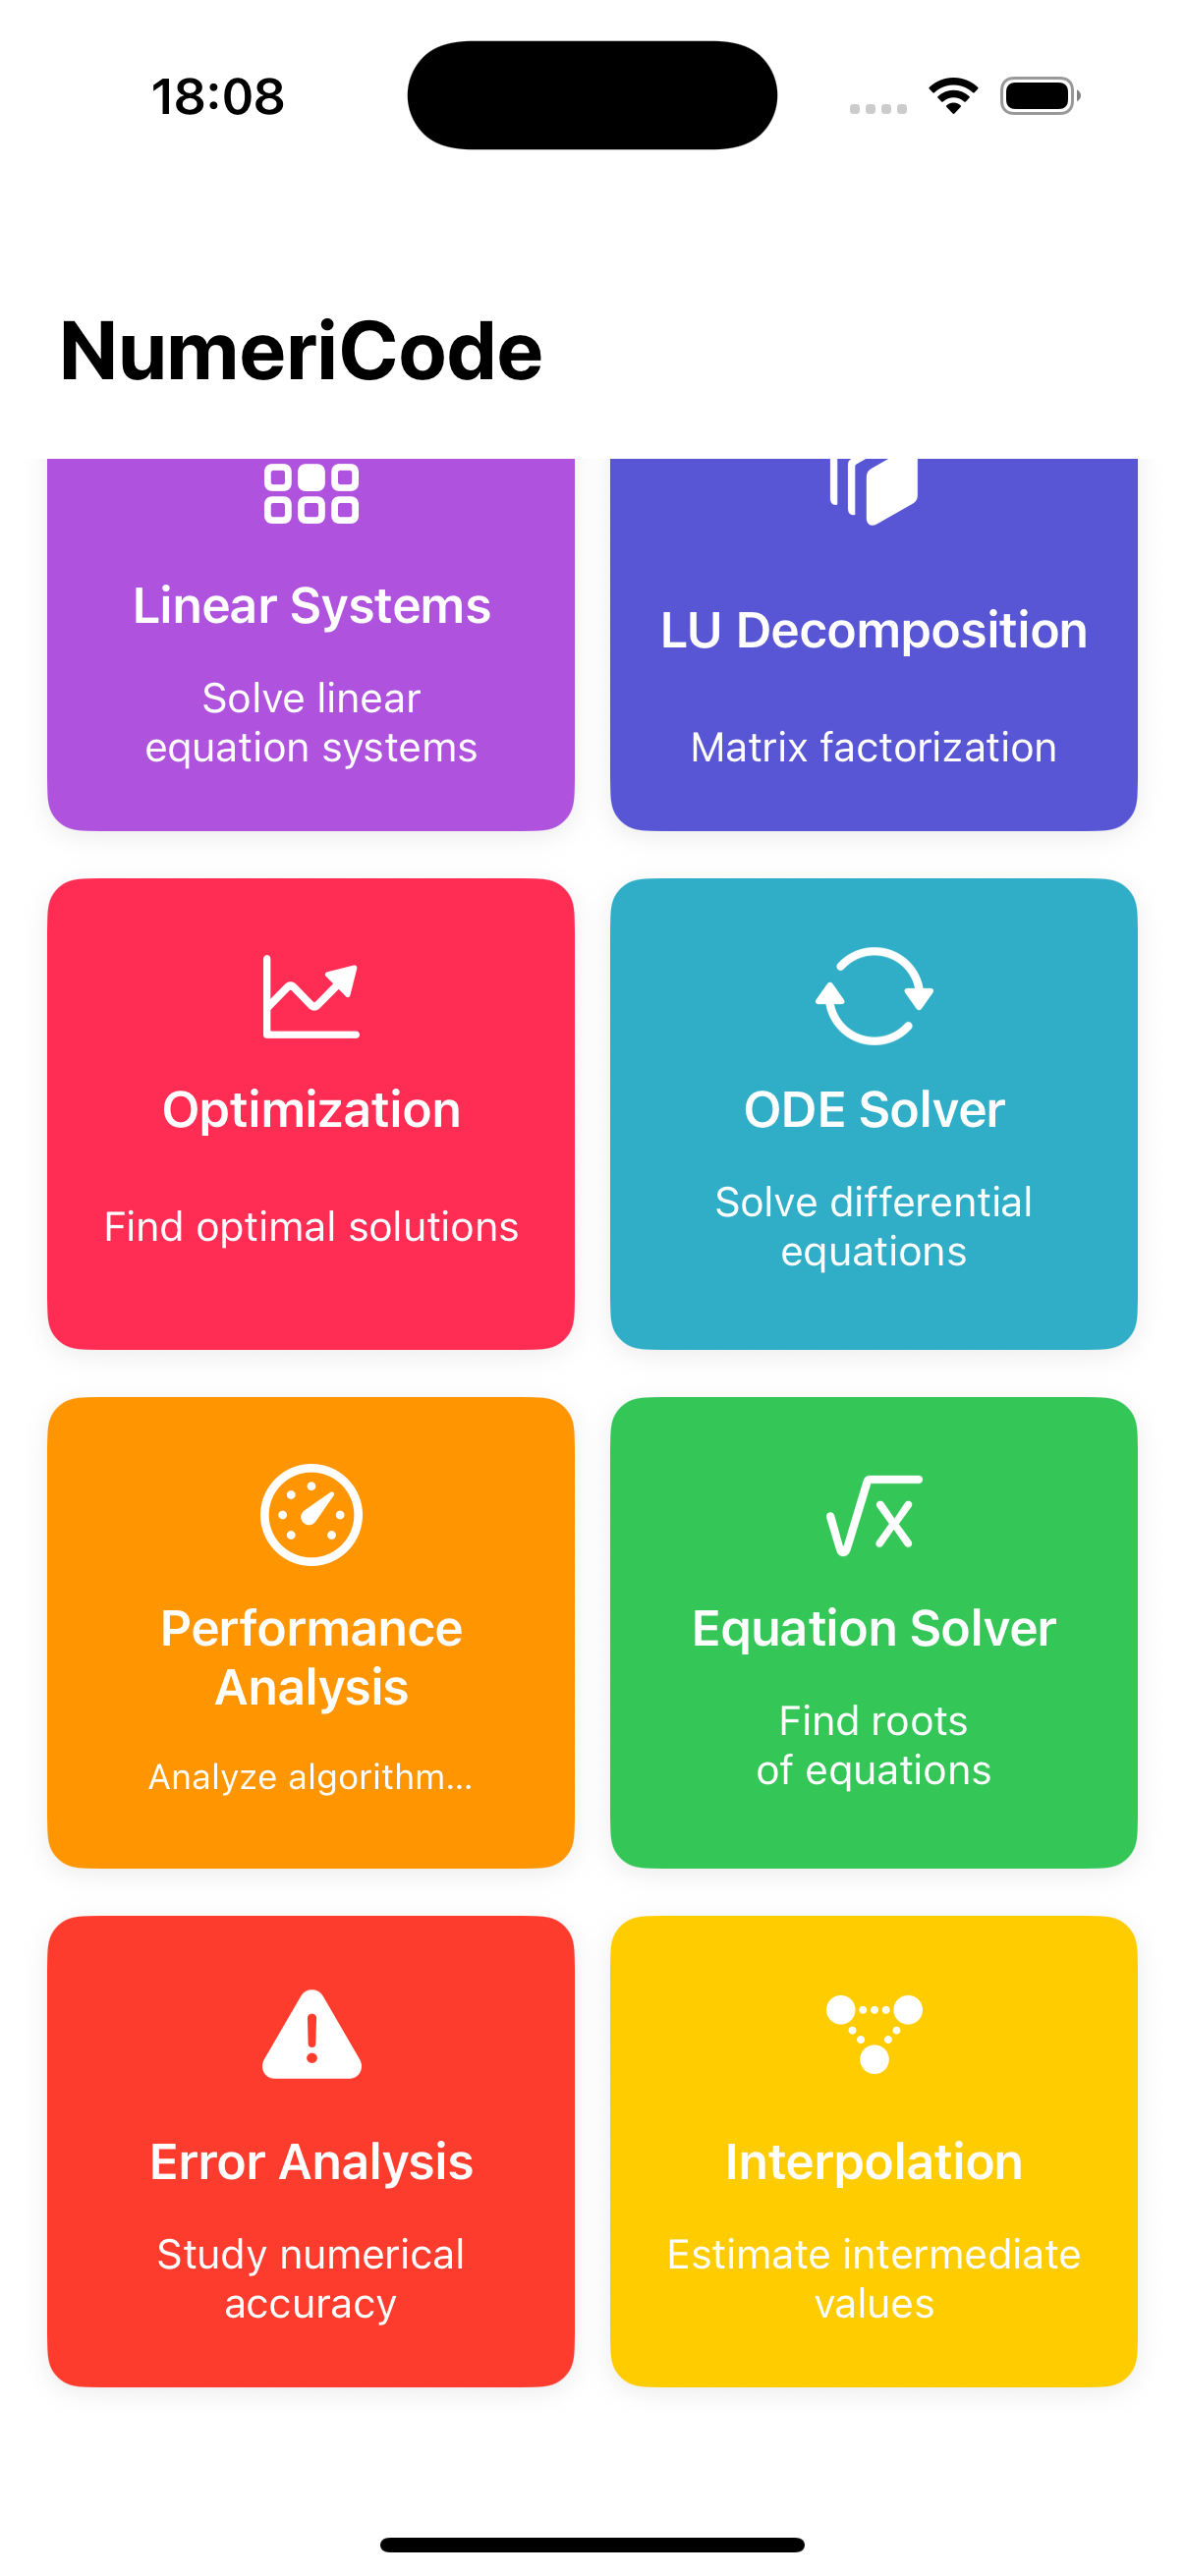 18:08
NumeriCode
Linear Systems
Solve linear
equation systems
LU Decomposition
Matrix factorization
Optimization
Find optimal solutions
ODE Solver
Solve differential
equations
Performance
Analysis
Analyze algorithm...
Equation Solver
Find roots
of equations
Error Analysis
Study numerical
accuracy
Interpolation
Estimate intermediate
values